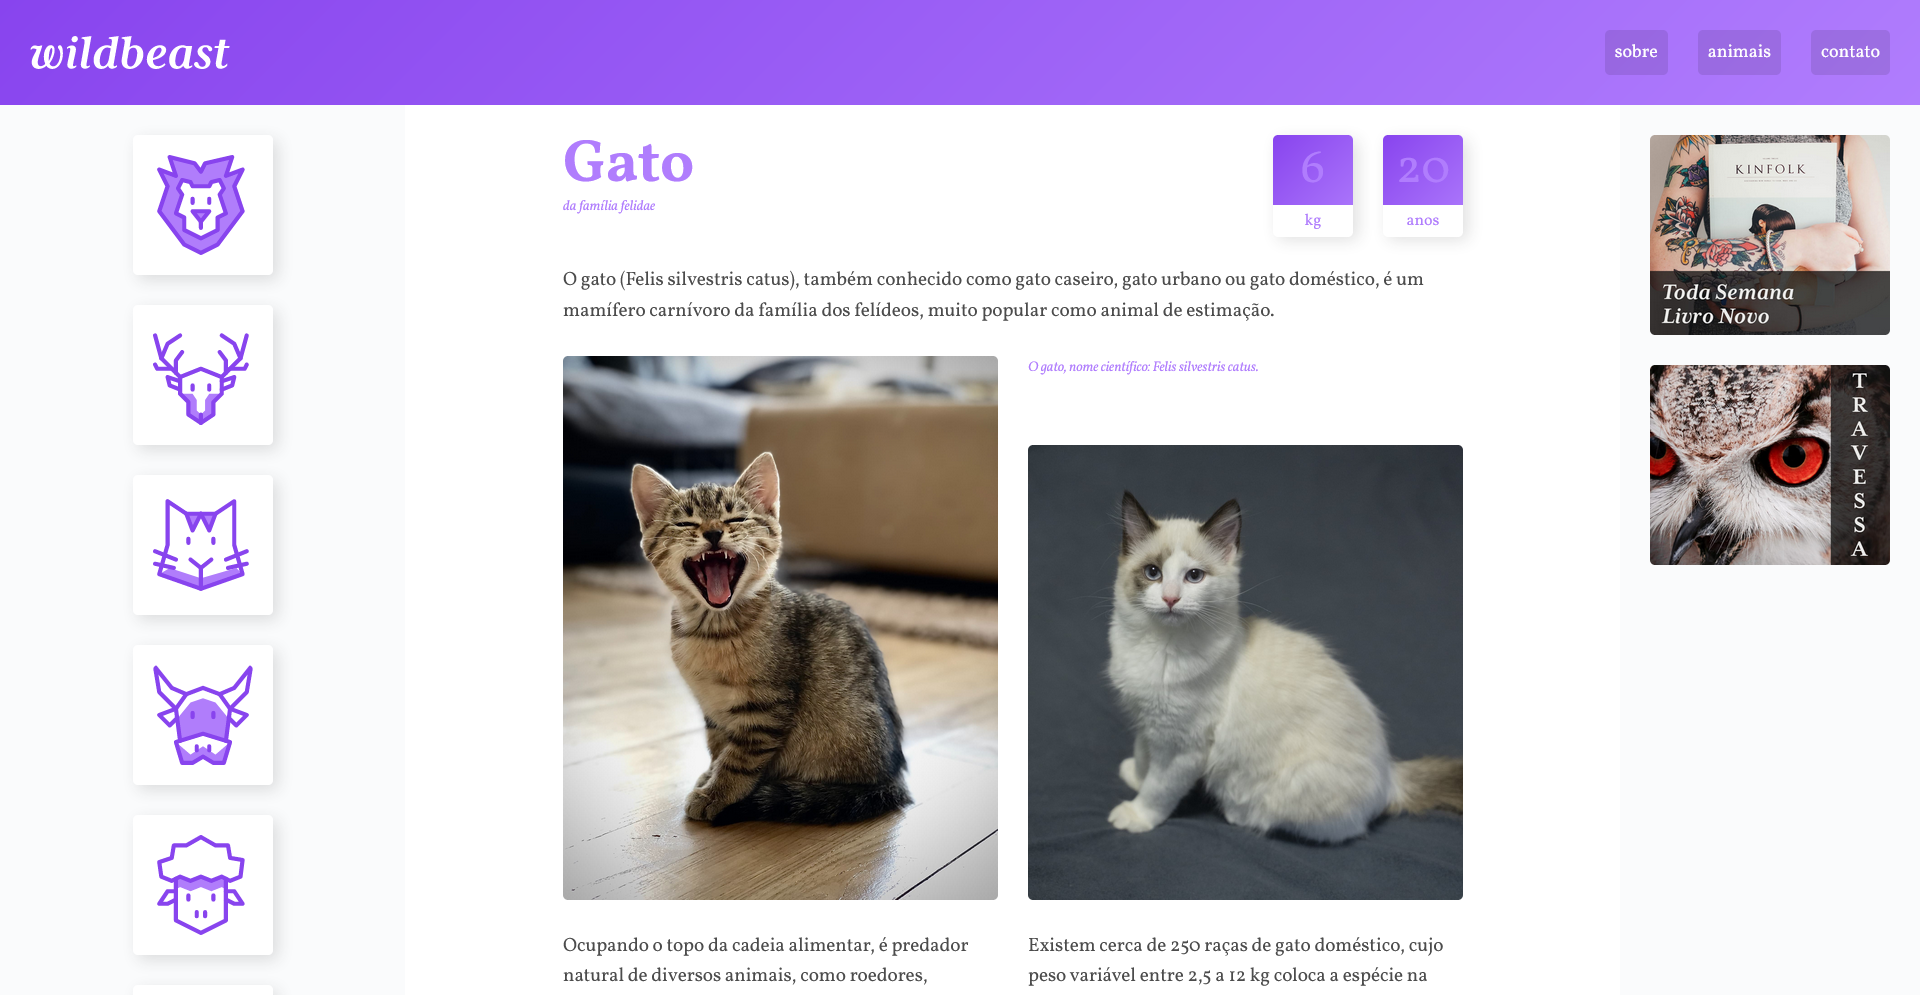 wildbeast
sobre
animais
contato
Gato
da família felidae
6
kg
20
anos
O gato (Felis silvestris catus), também conhecido como gato caseiro, gato urbano ou gato doméstico, é um
mamífero carnívoro da família dos felídeos, muito popular como animal de estimação.
O gato, nome científico: Felis silvestris catus.
Ocupando o topo da cadeia alimentar, é predador
natural de diversos animais, como roedores,
Existem cerca de 250 raças de gato doméstico, cujo
peso variável entre 2,5 a 12 kg coloca a espécie na
KINFOLK
Toda Semana
Livro Novo
TRAVESSA